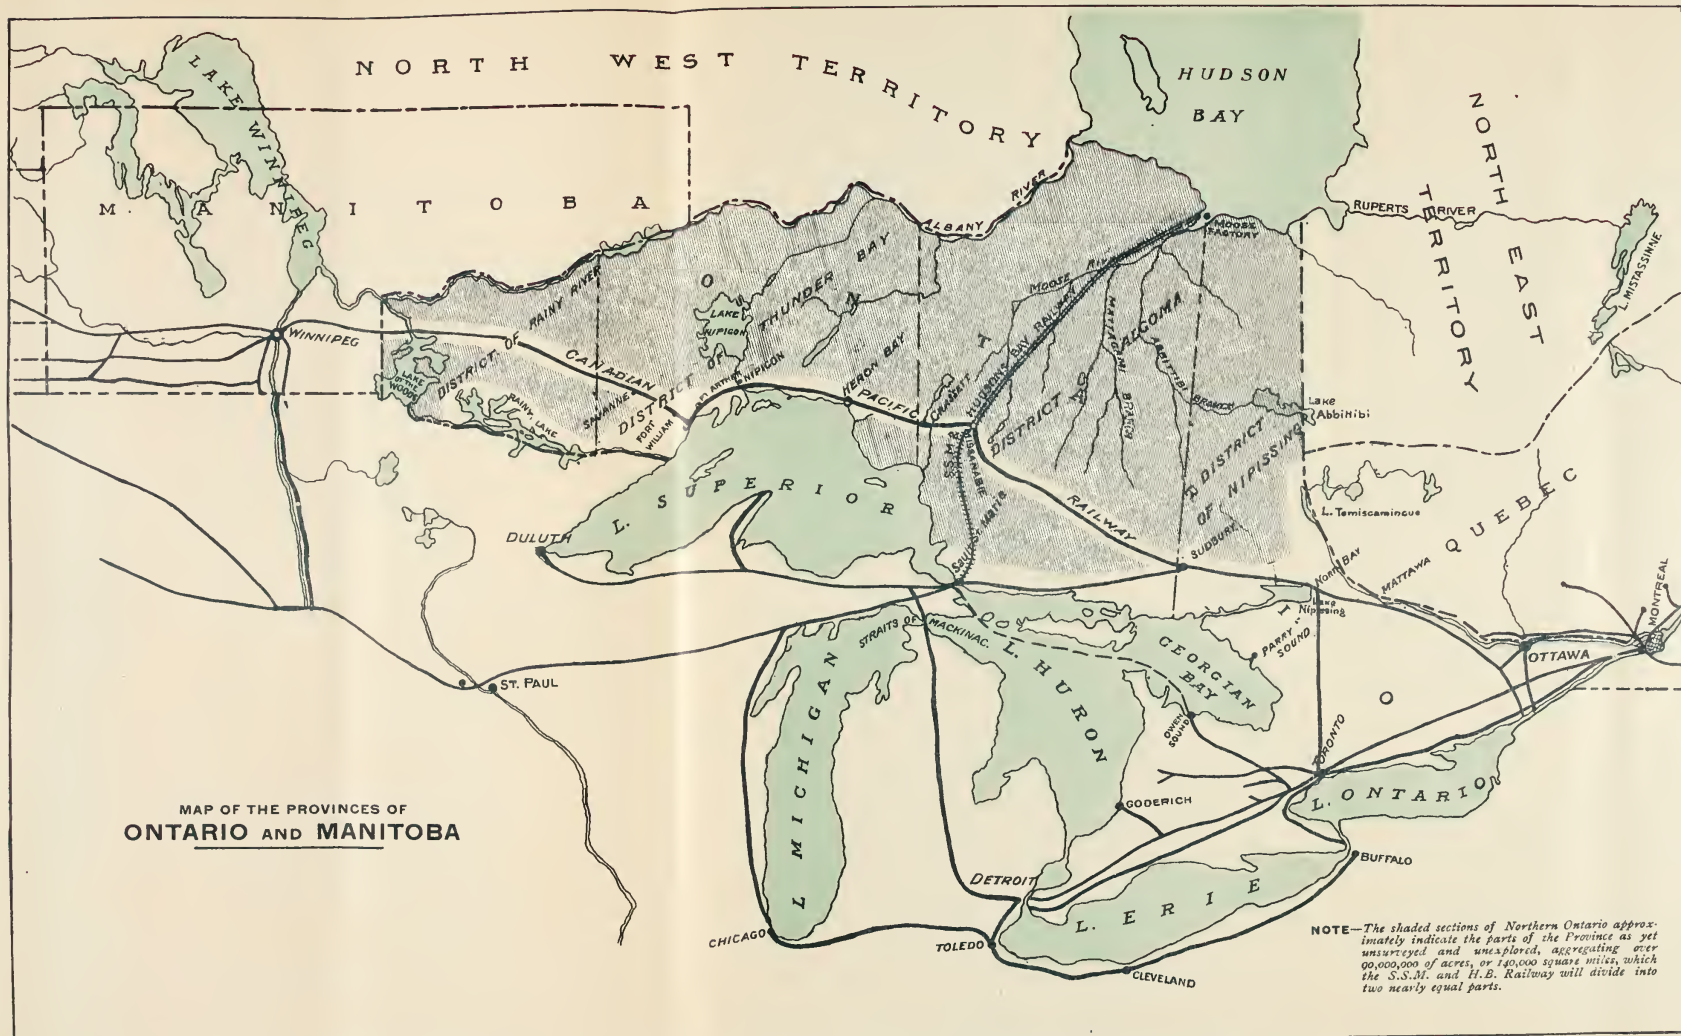 NORTH WEST TERRITORY
HUDSON
BAY
NORTH EAST
TERRITORY
LAKE WINNIPEG
MANITOBA
ALBANY RIVER
RUPERTS RIVER
L. MISTASSINNE
MOOSE
FACTORY
MOOSE RIVER
DISTRICT OF RAINY RIVER
DISTRICT OF THUNDER BAY
LAKE
NIPIGON
DISTRICT ALGOMA
MATTAGAMI BRANCH
ABBITIBI BRANCH
Lake
Abbihibi
DISTRICT
OF NIPISSING
ONTARIO
WINNIPEG
LAKE
OF THE
WOODS
RAINY LAKE
SAVANNE
FORT
WILLIAM
NIPIGON
HERON BAY
CANADIAN PACIFIC RAILWAY
HUDSON'S BAY RAILWAY
MISSANABIE
S.S.M &
Sault Ste Marie
SUDBURY
L. Temiscamingue
QUEBEC
NORTH BAY
MATTAWA
Lake
Nipissing
PARRY
SOUND
MONTREAL
OTTAWA
L. SUPERIOR
DULUTH
ST. PAUL
STRAITS OF MACKINAC.
L. HURON
GEORGIAN
BAY
OWEN
SOUND
L MICHIGAN
TORONTO
L. ONTARIO
GODERICH
BUFFALO
DETROIT
L. ERIE
CHICAGO
TOLEDO
CLEVELAND
MAP OF THE PROVINCES OF
ONTARIO AND MANITOBA
NOTE—The shaded sections of Northern Ontario approx-
imately indicate the parts of the Province as yet
unsurveyed and unexplored, aggregating over
90,000,000 of acres, or 140,000 square miles, which
the S.S.M. and H.B. Railway will divide into
two nearly equal parts.